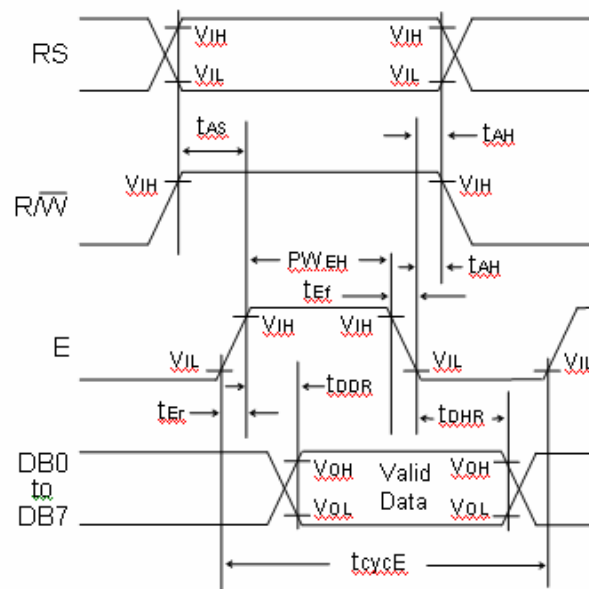 RS
VIH
VIH
VIL
VIL
tAS
tAH
R/W̅
VIH
VIH
PWEH
tAH
tEf
E
VIH
VIH
VIL
VIL
VIL
tEr
tDDR
tDHR
DB0
to
DB7
VOH
Valid
Data
VOH
VOL
VOL
tcycE